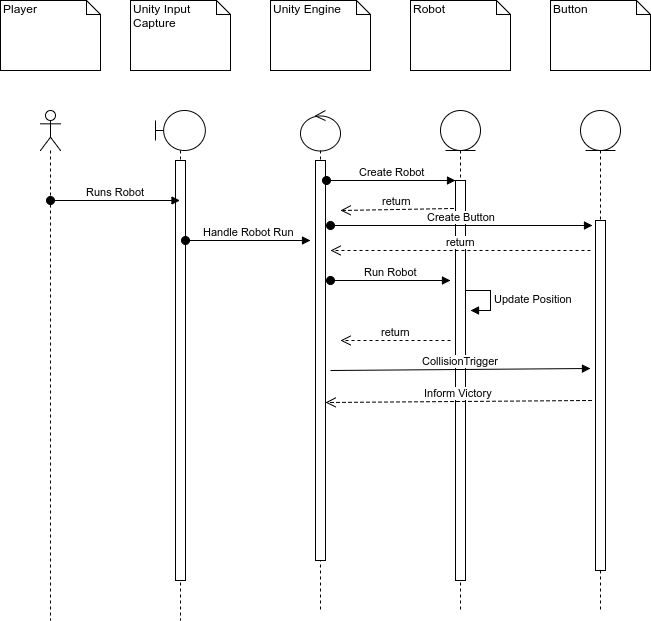 Player
Unity Input
Capture
Unity Engine
Robot
Button
Create Robot
Runs Robot
return
Create Button
Handle Robot Run
return
Run Robot
Update Position
return
CollisionTrigger
Inform Victory